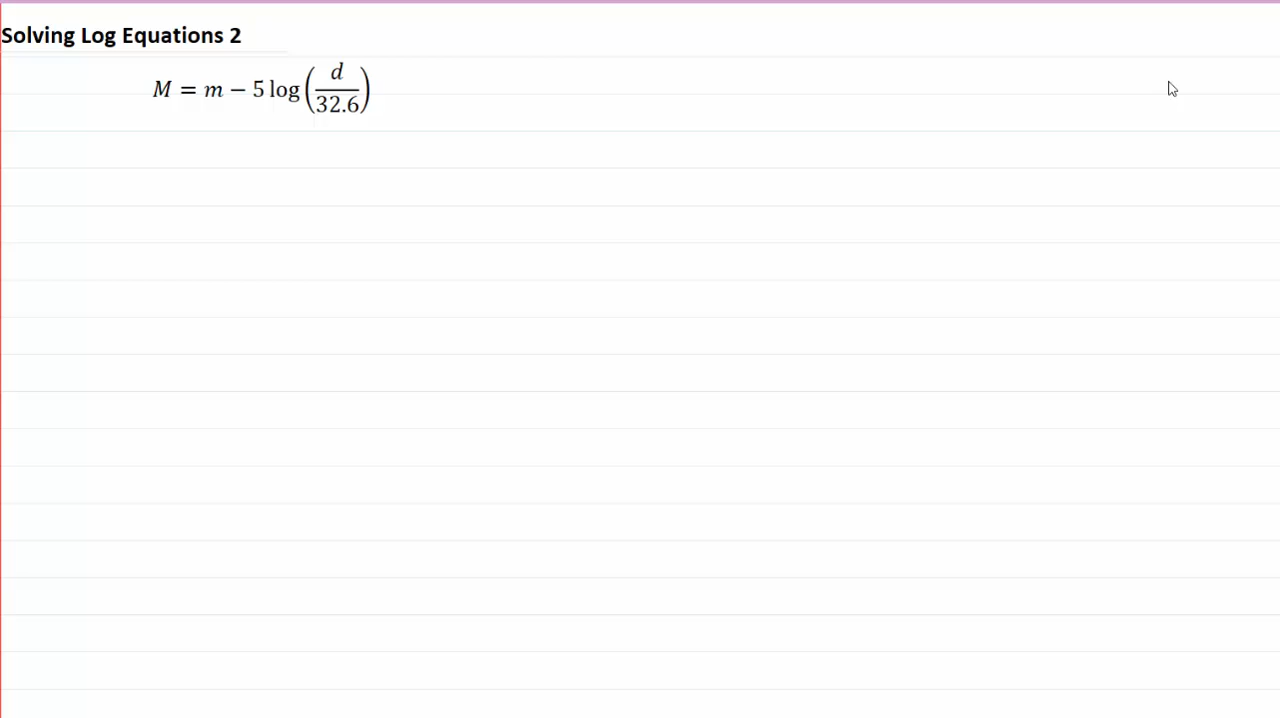 Solving Log Equations 2
M = m − 5 log(d/32.6)